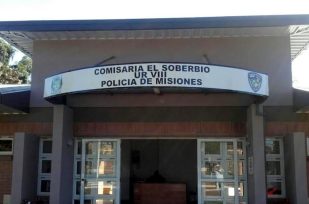 COMISARIA EL SOBERBIO
UR VIII
POLICIA DE MISIONES